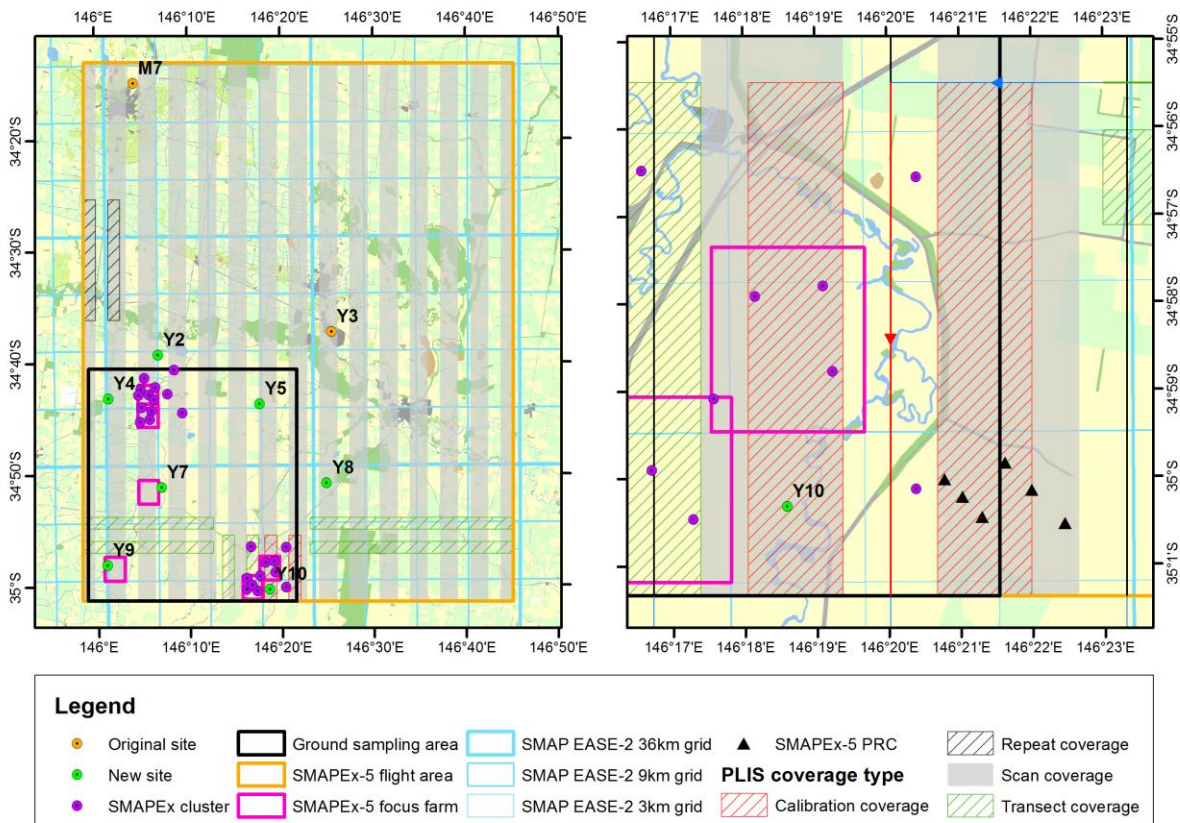 146°0'E 146°10'E 146°20'E 146°30'E 146°40'E 146°50'E
146°17'E 146°18'E 146°19'E 146°20'E 146°21'E 146°22'E 146°23'E
34°20'S
34°30'S
34°40'S
34°50'S
35°S
M7
Y3
Y2
Y4
Y5
Y7
Y8
Y9
Y10
146°0'E 146°10'E 146°20'E 146°30'E 146°40'E 146°50'E
34°55'S
34°56'S
34°57'S
34°58'S
34°59'S
35°S
35°1'S
Y10
146°17'E 146°18'E 146°19'E 146°20'E 146°21'E 146°22'E 146°23'E
Legend
Original site
New site
SMAPEx cluster
Ground sampling area
SMAPEx-5 flight area
SMAPEx-5 focus farm
SMAP EASE-2 36km grid
SMAP EASE-2 9km grid
SMAP EASE-2 3km grid
SMAPEx-5 PRC
PLIS coverage type
Calibration coverage
Repeat coverage
Scan coverage
Transect coverage